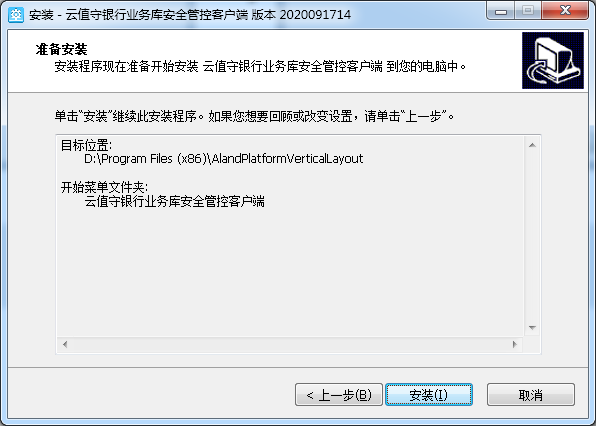 安装 - 云值守银行业务库安全管控客户端 版本 2020091714
准备安装
安装程序现在准备开始安装 云值守银行业务库安全管控客户端 到您的电脑中。
单击“安装”继续此安装程序。如果您想要回顾或改变设置，请单击“上一步”。
目标位置:
D:\Program Files (x86)\AlandPlatformVerticalLayout
开始菜单文件夹:
云值守银行业务库安全管控客户端
< 上一步(B)
安装(I)
取消